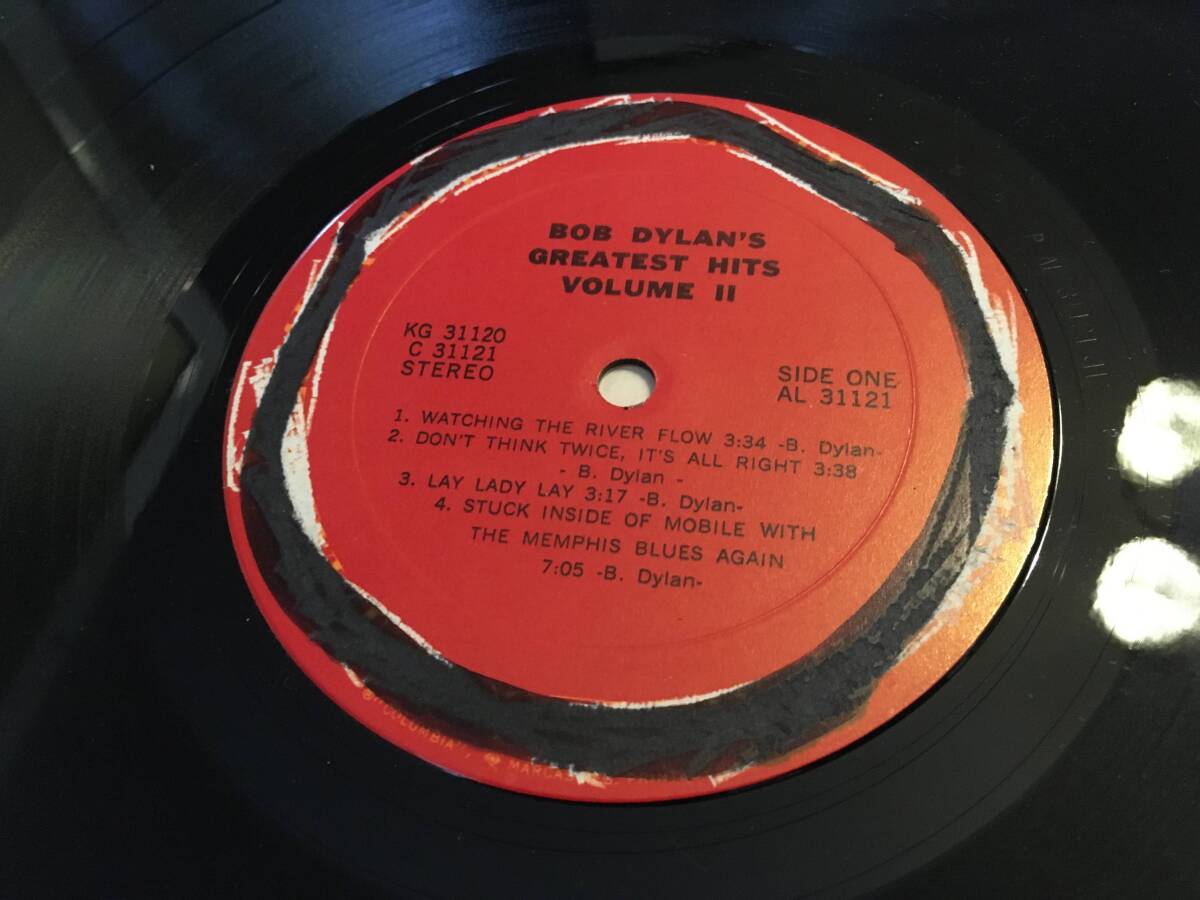 BOB DYLAN'S
GREATEST HITS
VOLUME II
KG 31120
C 31121
STEREO
SIDE ONE
AL 31121
1. WATCHING THE RIVER FLOW 3:34 -B. Dylan-
2. DON'T THINK TWICE, IT'S ALL RIGHT 3:38
- B. Dylan -
3. LAY LADY LAY 3:17 -B. Dylan-
4. STUCK INSIDE OF MOBILE WITH
THE MEMPHIS BLUES AGAIN
7:05 -B. Dylan-
® "COLUMBIA",